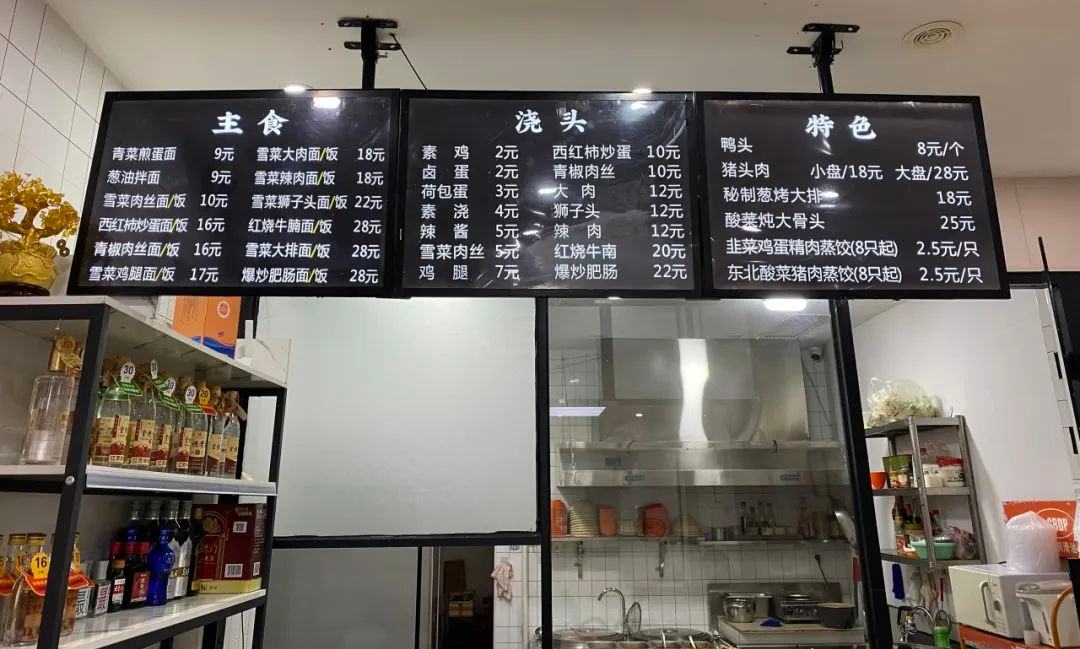 主食
青菜煎蛋面 9元 雪菜大肉面/饭 18元
葱油拌面 9元 雪菜辣肉面/饭 18元
雪菜肉丝面/饭 10元 雪菜狮子头面/饭 22元
西红柿炒蛋面/饭 16元 红烧牛腩面/饭 28元
青椒肉丝面/饭 16元 雪菜大排面/饭 28元
雪菜鸡腿面/饭 17元 爆炒肥肠面/饭 28元
浇头
素鸡 2元 西红柿炒蛋 10元
卤蛋 2元 青椒肉丝 10元
荷包蛋 3元 大肉 12元
素浇 4元 狮子头 12元
辣酱 5元 辣肉 12元
雪菜肉丝 5元 红烧牛南 20元
鸡腿 7元 爆炒肥肠 22元
特色
鸭头 8元/个
猪头肉 小盘/18元 大盘/28元
秘制葱烤大排 18元
酸菜炖大骨头 25元
韭菜鸡蛋精肉蒸饺(8只起) 2.5元/只
东北酸菜猪肉蒸饺(8只起) 2.5元/只
30
30
20
16